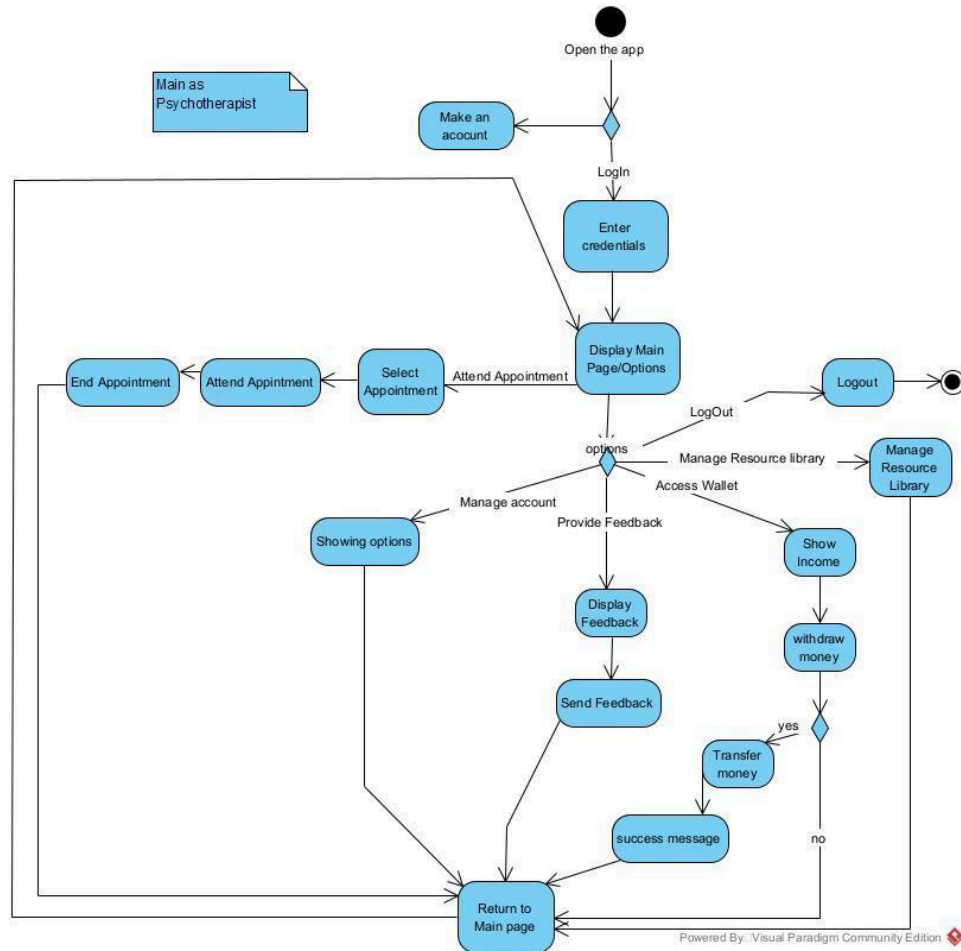 Open the app
Main as
Psychotherapist
Make an
acocunt
LogIn
Enter
credentials
Display Main
Page/Options
Attend Appointment
Select
Appointment
Attend Appintment
End Appointment
Logout
LogOut
options
Manage Resource library
Manage
Resource
Library
Access Wallet
Manage account
Provide Feedback
Showing options
Show
Income
Display
Feedback
withdraw
money
Send Feedback
yes
Transfer
money
success message
no
Return to
Main page
Powered By Visual Paradigm Community Edition